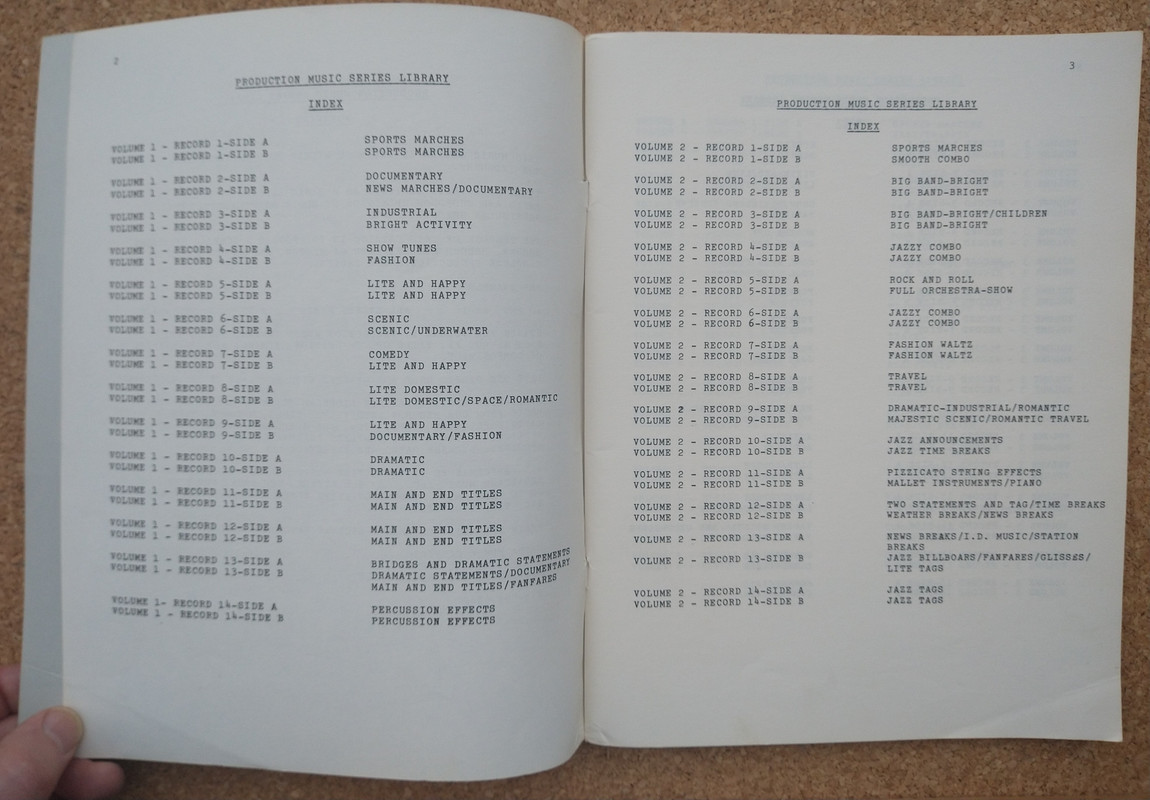 2
PRODUCTION MUSIC SERIES LIBRARY
INDEX
VOLUME 1 - RECORD 1-SIDE A SPORTS MARCHES
VOLUME 1 - RECORD 1-SIDE B SPORTS MARCHES
VOLUME 1 - RECORD 2-SIDE A DOCUMENTARY
VOLUME 1 - RECORD 2-SIDE B NEWS MARCHES/DOCUMENTARY
VOLUME 1 - RECORD 3-SIDE A INDUSTRIAL
VOLUME 1 - RECORD 3-SIDE B BRIGHT ACTIVITY
VOLUME 1 - RECORD 4-SIDE A SHOW TUNES
VOLUME 1 - RECORD 4-SIDE B FASHION
VOLUME 1 - RECORD 5-SIDE A LITE AND HAPPY
VOLUME 1 - RECORD 5-SIDE B LITE AND HAPPY
VOLUME 1 - RECORD 6-SIDE A SCENIC
VOLUME 1 - RECORD 6-SIDE B SCENIC/UNDERWATER
VOLUME 1 - RECORD 7-SIDE A COMEDY
VOLUME 1 - RECORD 7-SIDE B LITE AND HAPPY
VOLUME 1 - RECORD 8-SIDE A LITE DOMESTIC
VOLUME 1 - RECORD 8-SIDE B LITE DOMESTIC/SPACE/ROMANTIC
VOLUME 1 - RECORD 9-SIDE A LITE AND HAPPY
VOLUME 1 - RECORD 9-SIDE B DOCUMENTARY/FASHION
VOLUME 1 - RECORD 10-SIDE A DRAMATIC
VOLUME 1 - RECORD 10-SIDE B DRAMATIC
VOLUME 1 - RECORD 11-SIDE A MAIN AND END TITLES
VOLUME 1 - RECORD 11-SIDE B MAIN AND END TITLES
VOLUME 1 - RECORD 12-SIDE A MAIN AND END TITLES
VOLUME 1 - RECORD 12-SIDE B MAIN AND END TITLES
VOLUME 1 - RECORD 13-SIDE A BRIDGES AND DRAMATIC STATEMENTS
VOLUME 1 - RECORD 13-SIDE B DRAMATIC STATEMENTS/DOCUMENTARY
MAIN AND END TITLES/FANFARES
VOLUME 1- RECORD 14-SIDE A PERCUSSION EFFECTS
VOLUME 1 - RECORD 14-SIDE B PERCUSSION EFFECTS
3
PRODUCTION MUSIC SERIES LIBRARY
INDEX
VOLUME 2 - RECORD 1-SIDE A SPORTS MARCHES
VOLUME 2 - RECORD 1-SIDE B SMOOTH COMBO
VOLUME 2 - RECORD 2-SIDE A BIG BAND-BRIGHT
VOLUME 2 - RECORD 2-SIDE B BIG BAND-BRIGHT
VOLUME 2 - RECORD 3-SIDE A BIG BAND-BRIGHT/CHILDREN
VOLUME 2 - RECORD 3-SIDE B BIG BAND-BRIGHT
VOLUME 2 - RECORD 4-SIDE A JAZZY COMBO
VOLUME 2 - RECORD 4-SIDE B JAZZY COMBO
VOLUME 2 - RECORD 5-SIDE A ROCK AND ROLL
VOLUME 2 - RECORD 5-SIDE B FULL ORCHESTRA-SHOW
VOLUME 2 - RECORD 6-SIDE A JAZZY COMBO
VOLUME 2 - RECORD 6-SIDE B JAZZY COMBO
VOLUME 2 - RECORD 7-SIDE A FASHION WALTZ
VOLUME 2 - RECORD 7-SIDE B FASHION WALTZ
VOLUME 2 - RECORD 8-SIDE A TRAVEL
VOLUME 2 - RECORD 8-SIDE B TRAVEL
VOLUME 2 - RECORD 9-SIDE A DRAMATIC-INDUSTRIAL/ROMANTIC
VOLUME 2 - RECORD 9-SIDE B MAJESTIC SCENIC/ROMANTIC TRAVEL
VOLUME 2 - RECORD 10-SIDE A JAZZ ANNOUNCEMENTS
VOLUME 2 - RECORD 10-SIDE B JAZZ TIME BREAKS
VOLUME 2 - RECORD 11-SIDE A PIZZICATO STRING EFFECTS
VOLUME 2 - RECORD 11-SIDE B MALLET INSTRUMENTS/PIANO
VOLUME 2 - RECORD 12-SIDE A TWO STATEMENTS AND TAG/TIME BREAKS
VOLUME 2 - RECORD 12-SIDE B WEATHER BREAKS/NEWS BREAKS
VOLUME 2 - RECORD 13-SIDE A NEWS BREAKS/I.D. MUSIC/STATION
BREAKS
VOLUME 2 - RECORD 13-SIDE B JAZZ BILLBOARS/FANFARES/GLISSES/
LITE TAGS
VOLUME 2 - RECORD 14-SIDE A JAZZ TAGS
VOLUME 2 - RECORD 14-SIDE B JAZZ TAGS